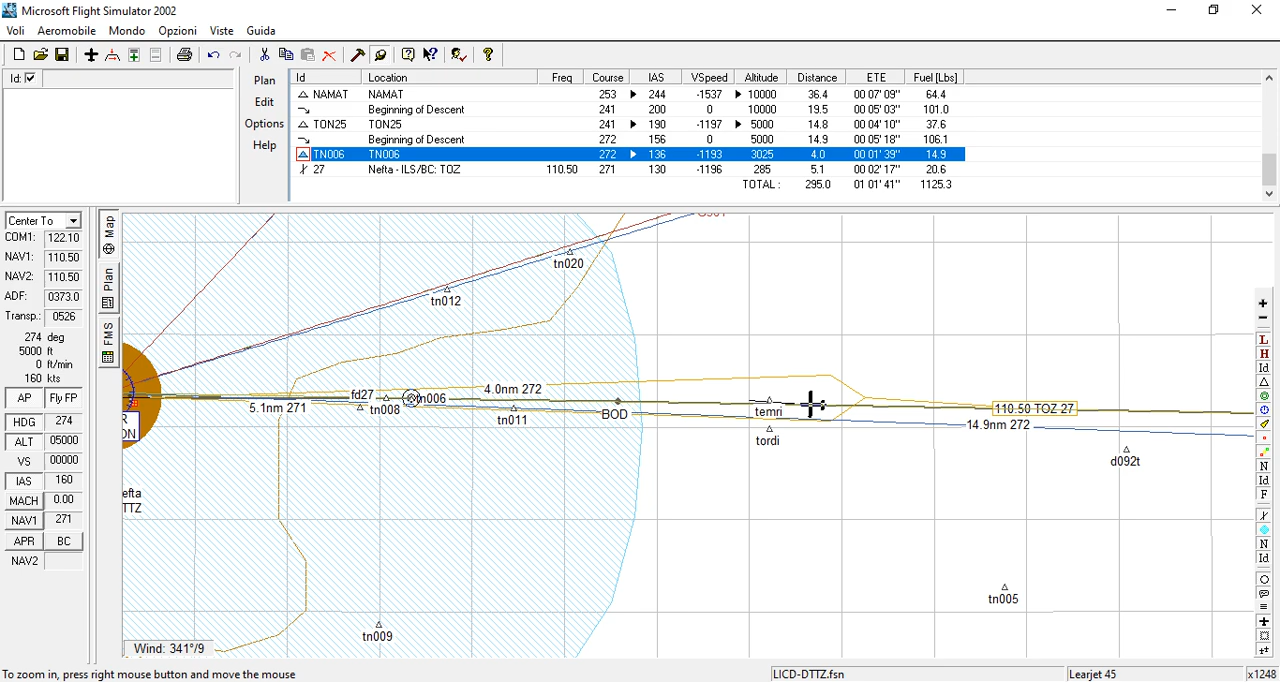 Microsoft Flight Simulator 2002
Voli Aeromobile Mondo Opzioni Viste Guida
Id:
Plan
Edit
Options
Help
Id Location Freq Course IAS VSpeed Altitude Distance ETE Fuel [Lbs]
NAMAT NAMAT 253 244 -1537 10000 36.4 00 07' 09'' 64.4
Beginning of Descent 241 200 0 10000 19.5 00 05' 03'' 101.0
TON25 TON25 241 190 -1197 5000 14.8 00 04' 10'' 37.6
Beginning of Descent 272 156 0 5000 14.9 00 05' 18'' 106.1
TN006 TN006 272 136 -1193 3025 4.0 00 01' 39'' 14.9
27 Nefta - ILS/BC: TOZ 110.50 271 130 -1196 285 5.1 00 02' 17'' 20.6
TOTAL : 295.0 01 01' 41'' 1125.3
Center To
COM1: 122.10
NAV1: 110.50
NAV2: 110.50
ADF: 0373.0
Transp.: 0526
274 deg
5000 ft
0 ft/min
160 kts
AP Fly FP
HDG 274
ALT 05000
VS 00000
IAS 160
MACH 0.00
NAV1 271
APR BC
NAV2
Map
Plan
FMS
tn020
tn012
4.0nm 272
fd27
tn006
5.1nm 271
tn008
tn011
BOD
temri
110.50 TOZ 27
14.9nm 272
tordi
d092t
R
ON
efta
TTZ
tn005
tn009
Wind: 341°/9
L
H
Id
N
Id
F
N
Id
To zoom in, press right mouse button and move the mouse
LICD-DTTZ.fsn
Learjet 45
x1248